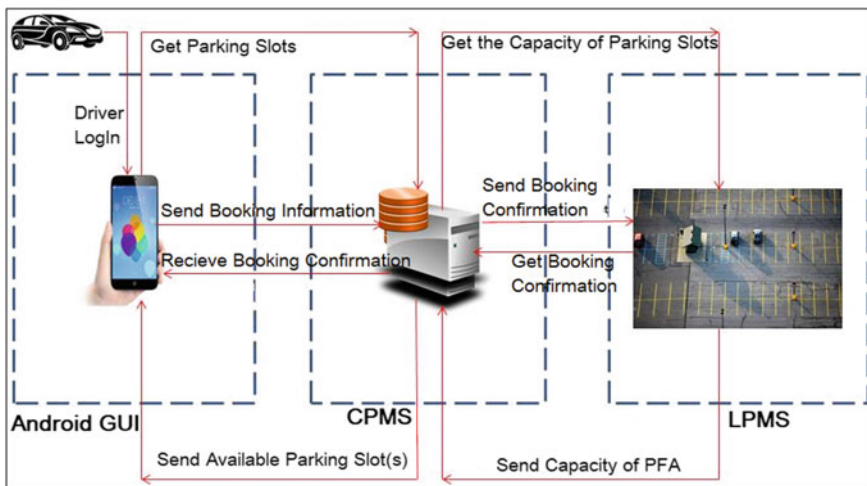 Get Parking Slots
Get the Capacity of Parking Slots
Driver
LogIn
Send Booking Information
Send Booking
Confirmation
Recieve Booking Confirmation
Get Booking
Confirmation
Android GUI
CPMS
LPMS
Send Available Parking Slot(s)
Send Capacity of PFA